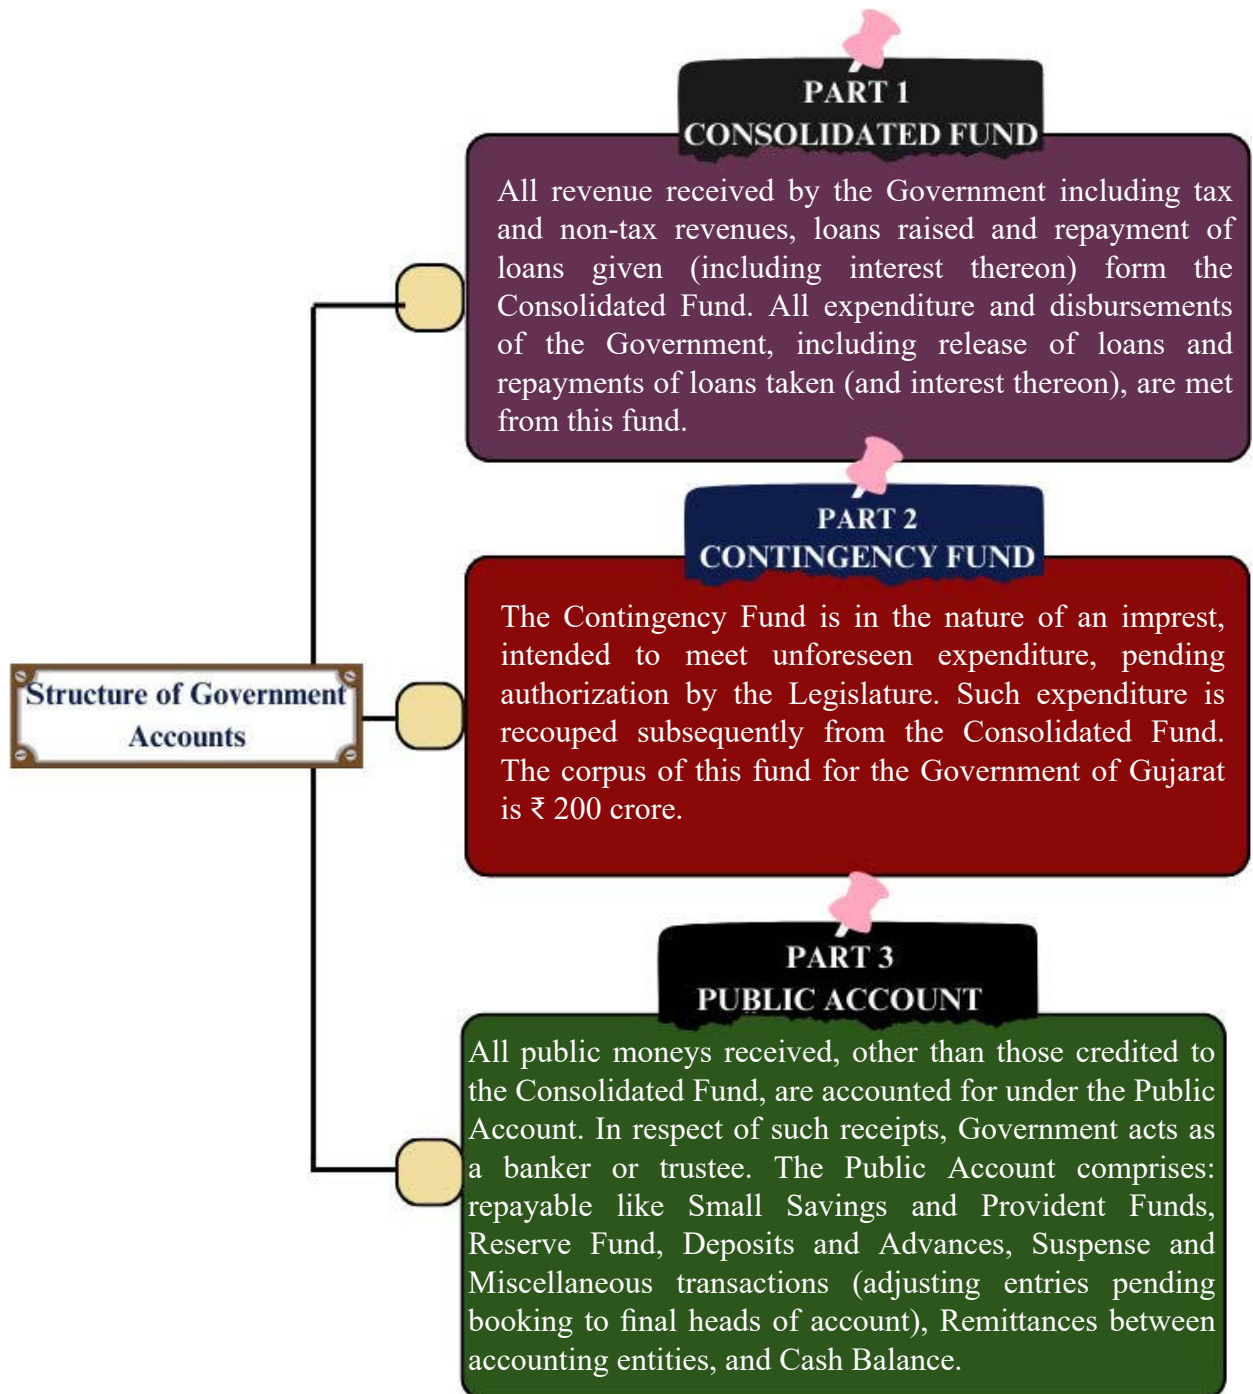 PART 1
CONSOLIDATED FUND
All revenue received by the Government including tax
and non-tax revenues, loans raised and repayment of
loans given (including interest thereon) form the
Consolidated Fund. All expenditure and disbursements
of the Government, including release of loans and
repayments of loans taken (and interest thereon), are met
from this fund.
PART 2
CONTINGENCY FUND
The Contingency Fund is in the nature of an imprest,
intended to meet unforeseen expenditure, pending
authorization by the Legislature. Such expenditure is
recouped subsequently from the Consolidated Fund.
The corpus of this fund for the Government of Gujarat
is ₹ 200 crore.
Structure of Government
Accounts
PART 3
PUBLIC ACCOUNT
All public moneys received, other than those credited to
the Consolidated Fund, are accounted for under the Public
Account. In respect of such receipts, Government acts as
a banker or trustee. The Public Account comprises:
repayable like Small Savings and Provident Funds,
Reserve Fund, Deposits and Advances, Suspense and
Miscellaneous transactions (adjusting entries pending
booking to final heads of account), Remittances between
accounting entities, and Cash Balance.